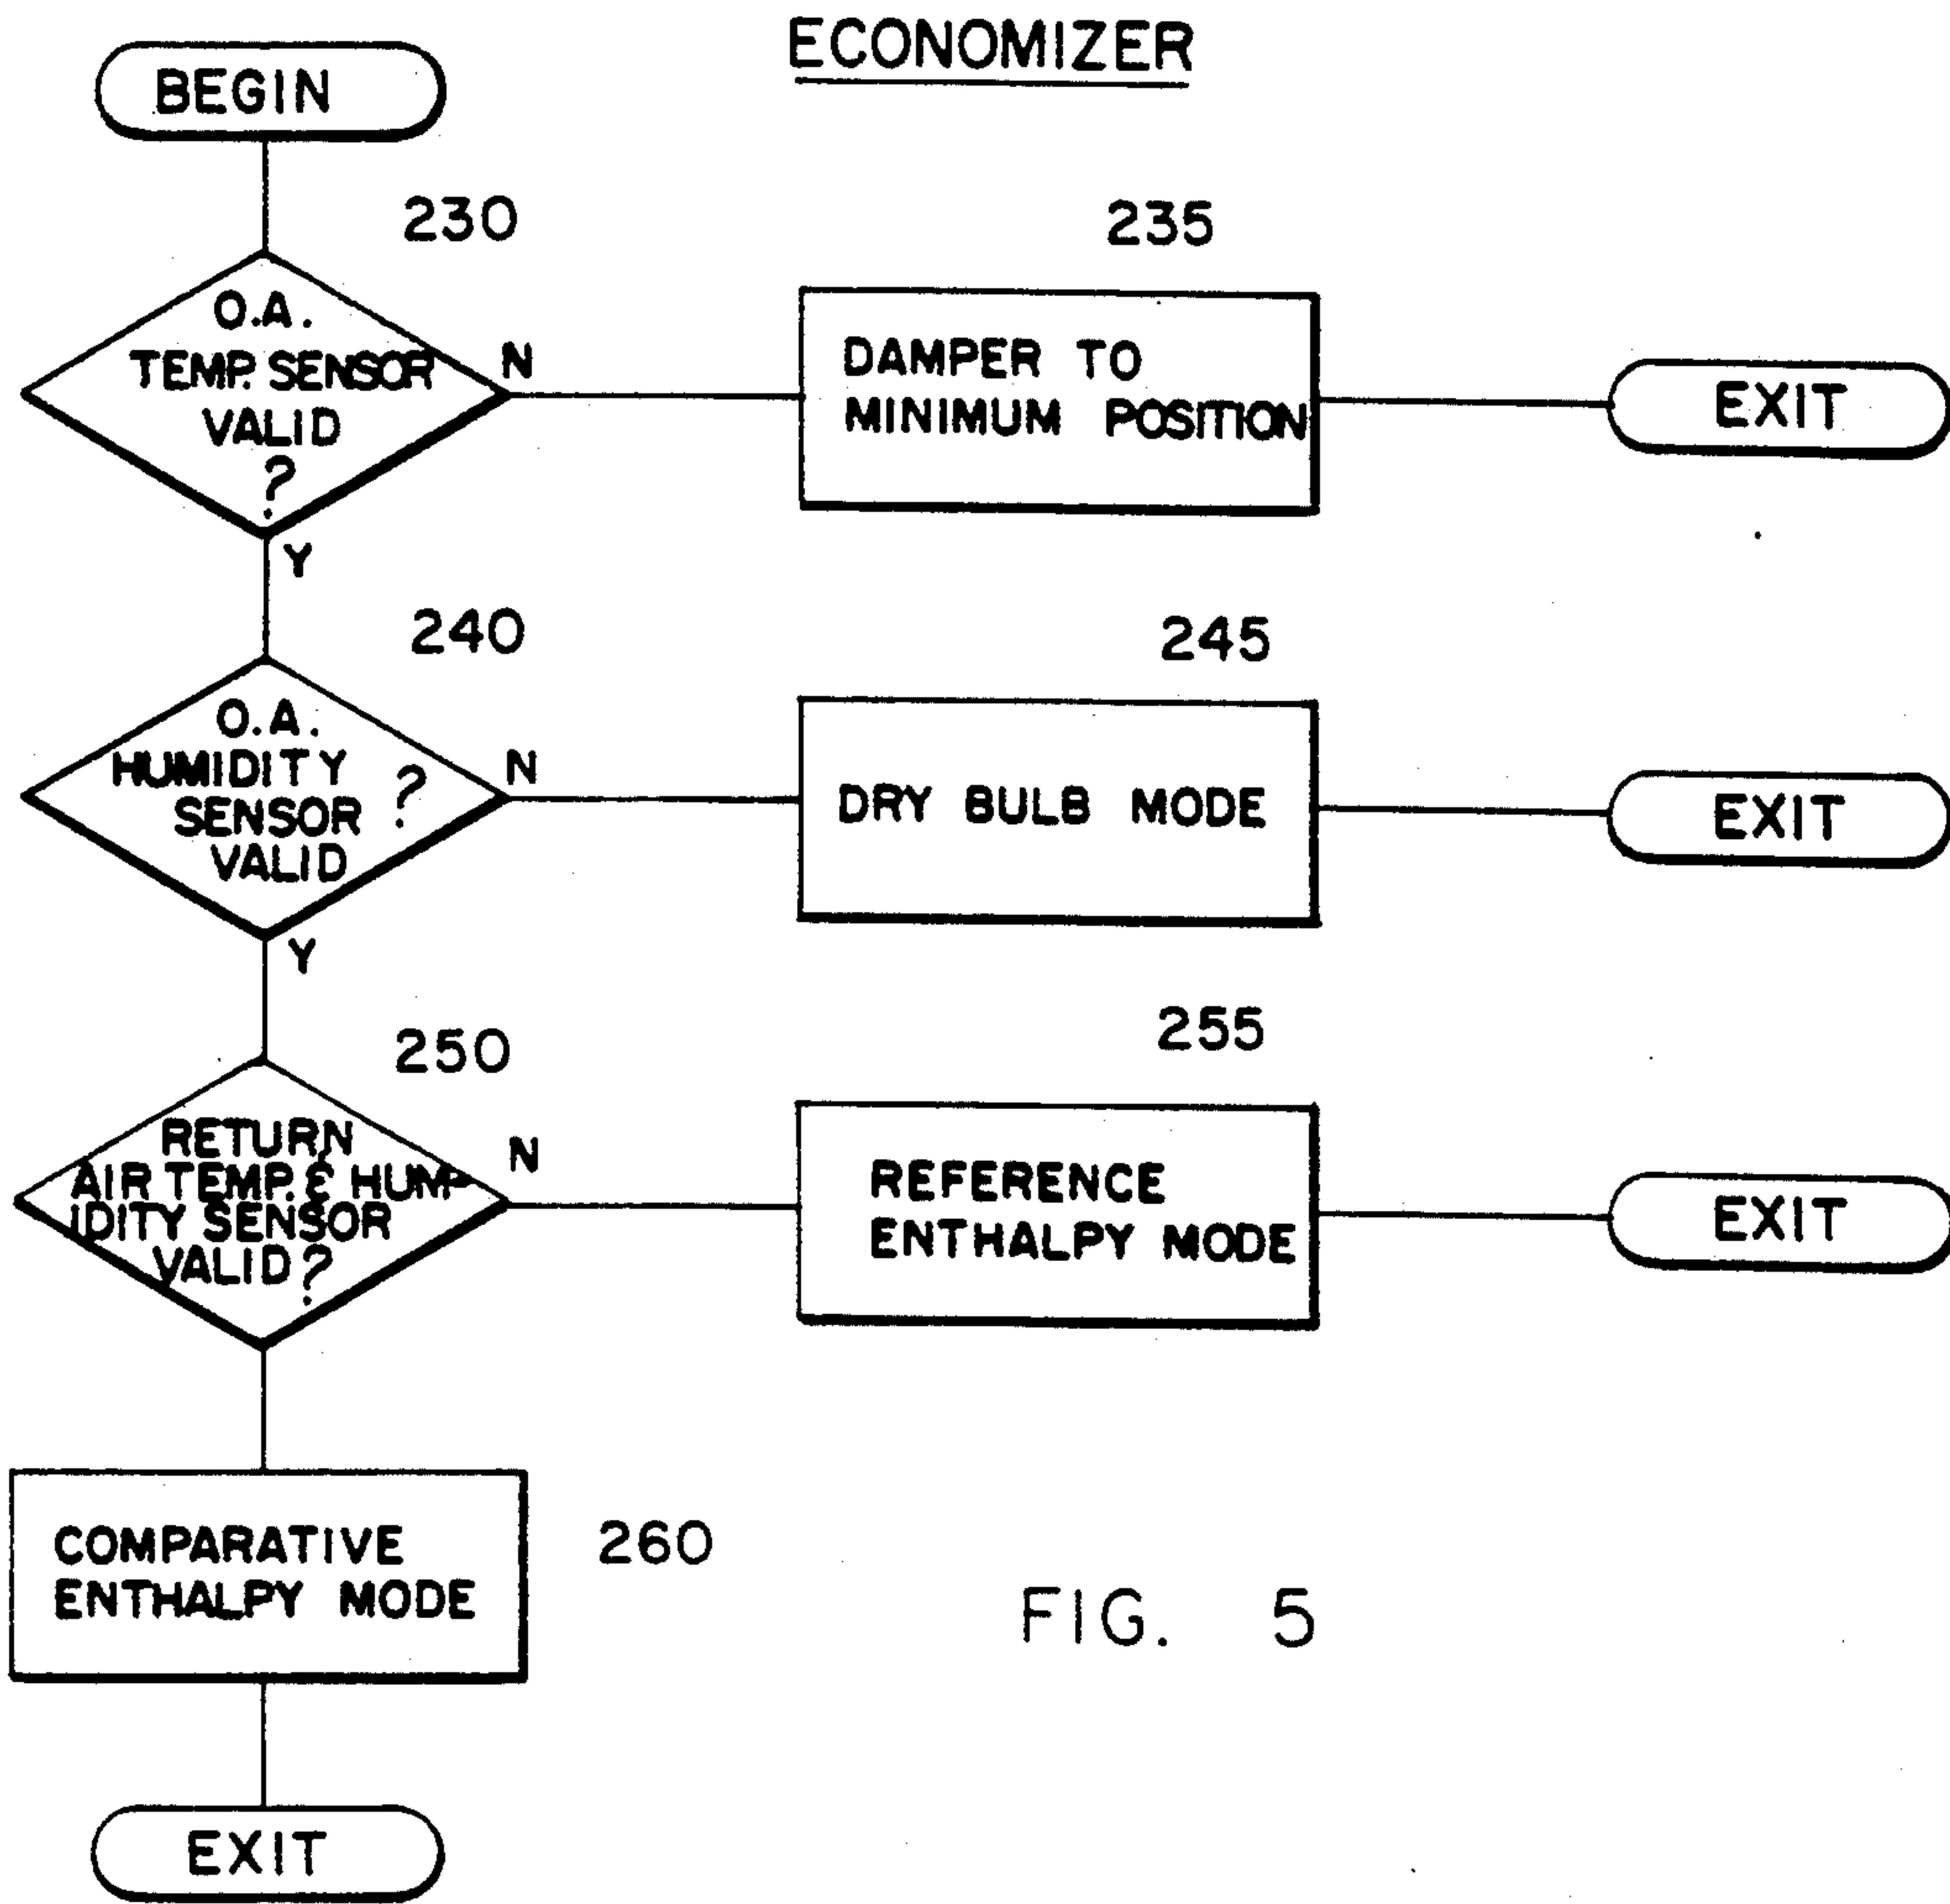 ECONOMIZER
BEGIN
230
O.A.
TEMP. SENSOR
VALID
?
N
Y
235
DAMPER TO
MINIMUM POSITION
EXIT
240
O.A.
HUMIDITY
SENSOR ?
VALID
N
Y
245
DRY BULB MODE
EXIT
250
RETURN
AIR TEMP. & HUM
IDITY SENSOR
VALID ?
N
255
REFERENCE
ENTHALPY MODE
EXIT
COMPARATIVE
ENTHALPY MODE
260
EXIT
FIG. 5